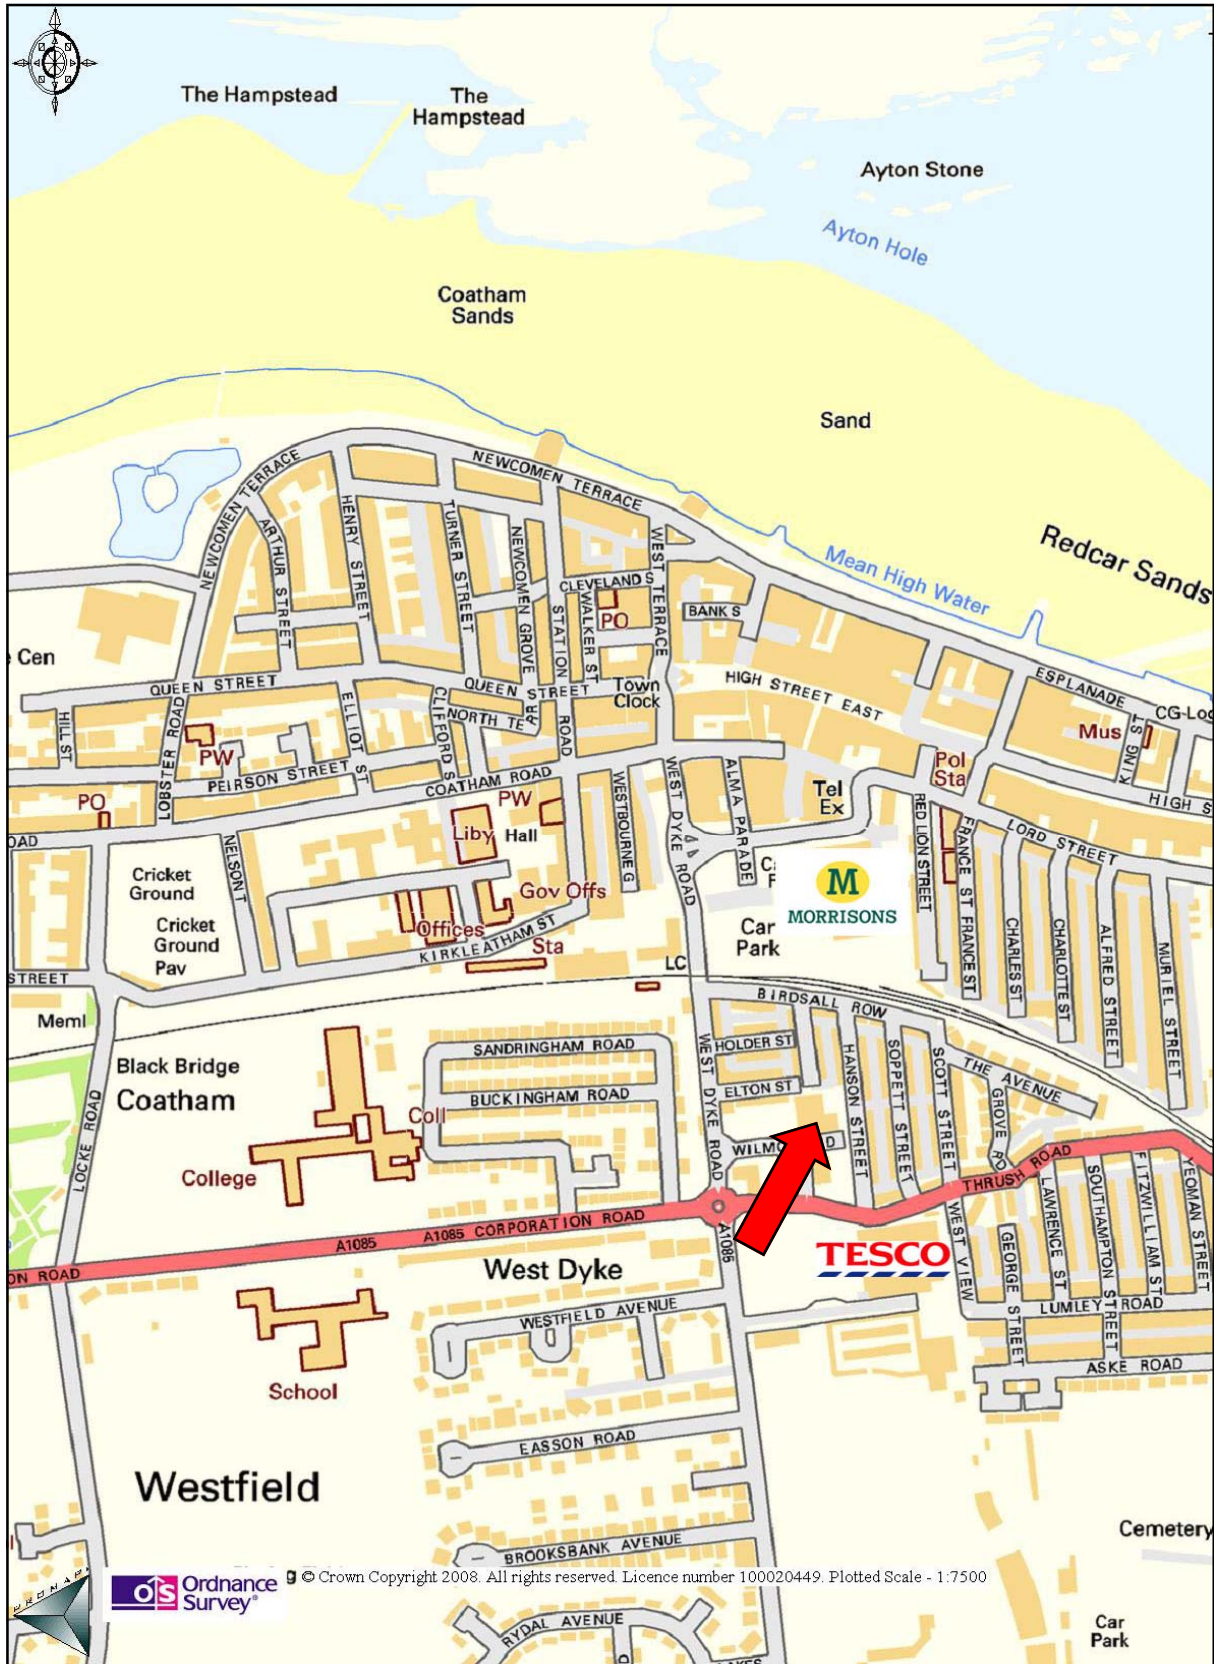 The Hampstead
The
Hampstead
Ayton Stone
Ayton Hole
Coatham
Sands
Sand
Redcar Sands
Mean High Water
NEWCOMEN TERRACE
NEWCOMEN TERRACE
ARTHUR STREET
HENRY STREET
TURNER STREET
NEWCOMEN GROVE
STATION
ROAD
CLEVELAND S
WALKER ST
PO
WEST TERRACE
BANK S
Cen
QUEEN STREET
QUEEN STREET
Town
Clock
HIGH STREET EAST
ESPLANADE
CG Loo
Mus
KING ST
HIGH S
HILL ST
LOBSTER ROAD
PW
PEIRSON STREET
ELLIOT ST
CLIFFORD S
NORTH TE
COATHAM ROAD
PO
OAD
NELSON T
Cricket
Ground
Cricket
Ground
Pav
Liby
Hall
PW
Gov Offs
Offices
KIRKLEATHAM ST
Sta
WESTBOURNE G
WEST DYKE ROAD
ALMA PARADE
Tel
Ex
Pol
Sta
RED LION STREET
FRANCE ST
FRANCE ST
LORD STREET
CHARLES ST
CHARLOTTE ST
ALFRED STREET
MURIEL STREET
M
MORRISONS
Car
Park
LC
STREET
Meml
Black Bridge
Coatham
LOCKE ROAD
College
Coll
SANDRINGHAM ROAD
BUCKINGHAM ROAD
WEST DYKE ROAD
BIRDSALL ROW
HOLDER ST
ELTON ST
HANSON STREET
SOPPETT STREET
SCOTT STREET
THE AVENUE
GROVE RD
THRUSH ROAD
A1085
A1085 CORPORATION ROAD
ON ROAD
A1085
TESCO
WEST VIEW
GEORGE STREET
LAWRENCE ST
SOUTHAMPTON STREET
FITZWILLIAM ST
YEOMAN STREET
LUMLEY ROAD
ASKE ROAD
West Dyke
WESTFIELD AVENUE
School
EASSON ROAD
Westfield
BROOKSBANK AVENUE
Cemetery
Ordnance
Survey®
© Crown Copyright 2008. All rights reserved. Licence number 100020449. Plotted Scale - 1:7500
RYDAL AVENUE
Car
Park